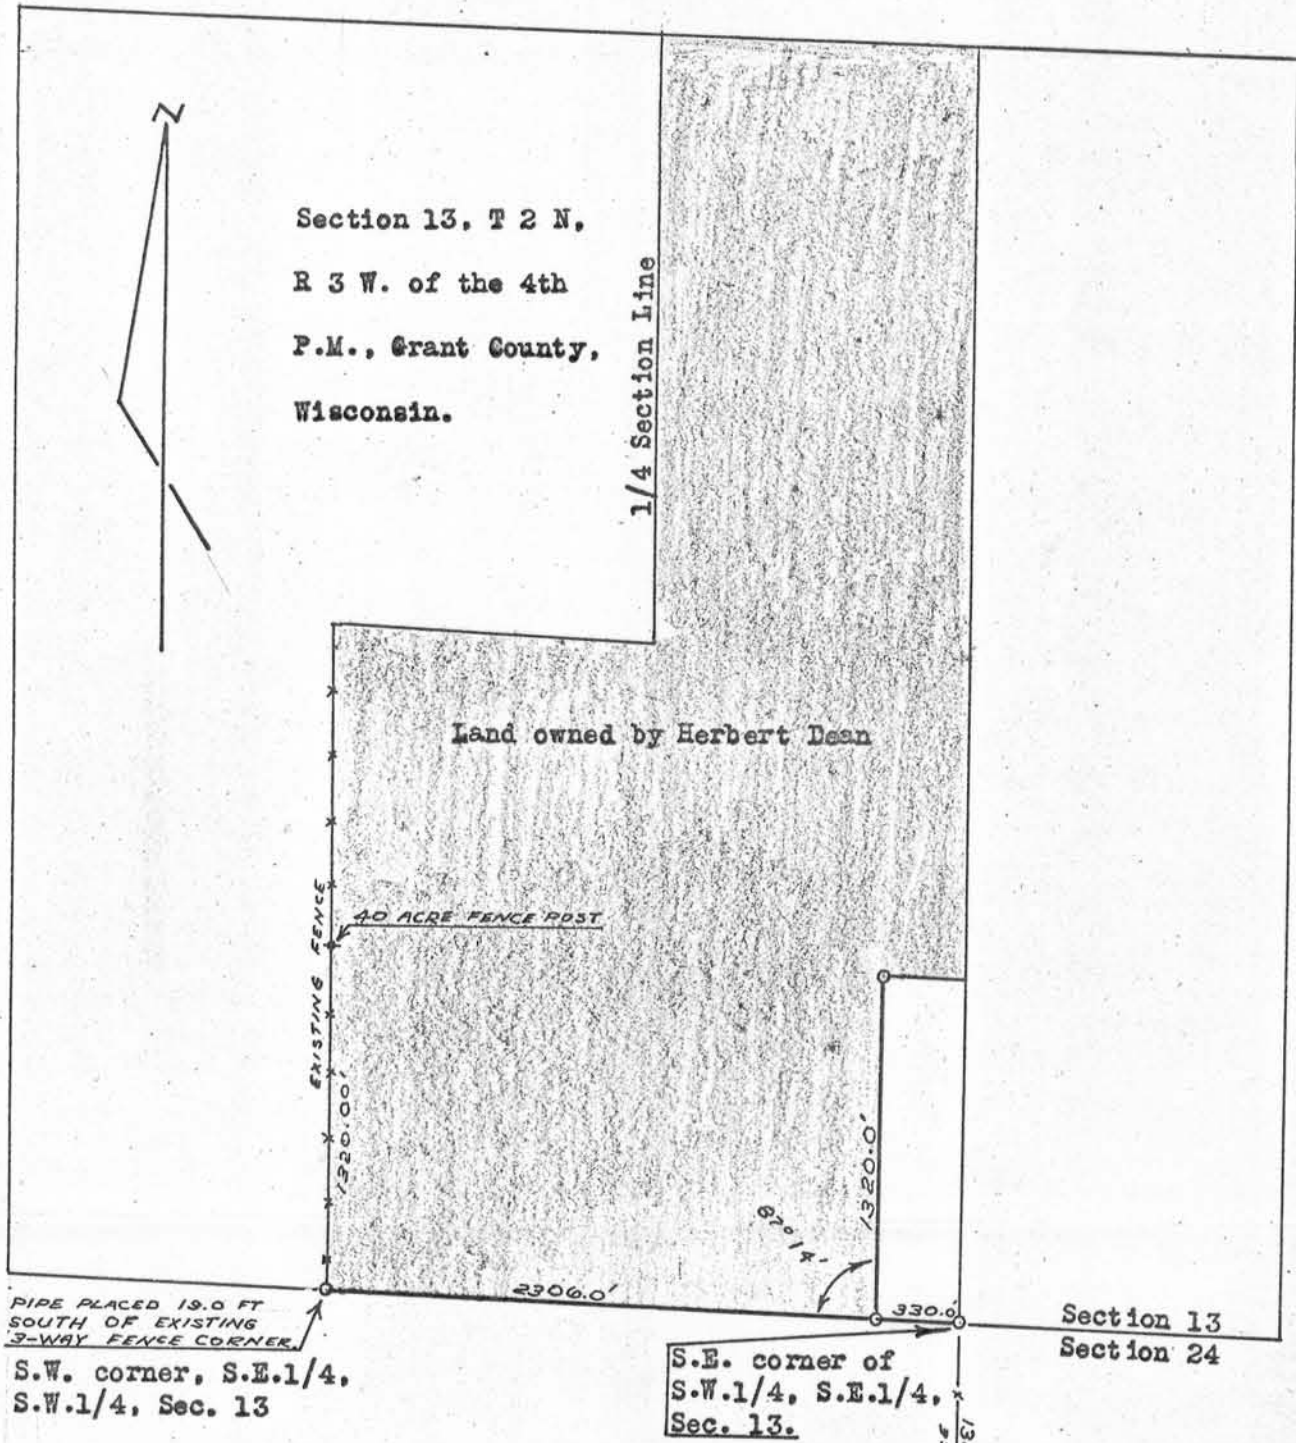 N
Section 13, T 2 N,
R 3 W. of the 4th
P.M., Grant County,
Wisconsin.
1/4 Section Line
Land owned by Herbert Dean
40 ACRE FENCE POST
EXISTING FENCE
1320.00'
1320.0'
87° 14'
2306.0'
330.0'
PIPE PLACED 19.0 FT
SOUTH OF EXISTING
3-WAY FENCE CORNER.
S.W. corner, S.E.1/4,
S.W.1/4, Sec. 13
S.E. corner of
S.W.1/4, S.E.1/4,
Sec. 13.
Section 13
Section 24